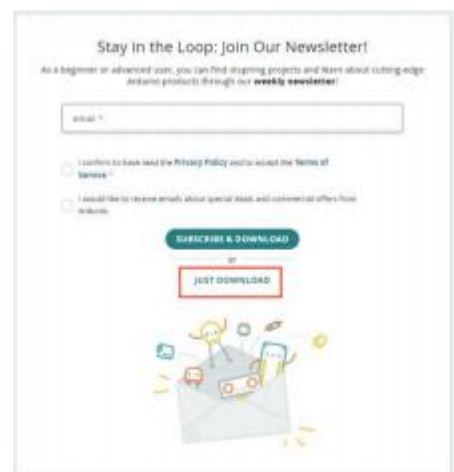 Stay in the Loop: Join Our Newsletter!
As a beginner or advanced user, you can find inspiring projects and learn about cutting-edge
Arduino products through our weekly newsletter!
email *
I confirm to have read the Privacy Policy and to accept the Terms of
Service *
I would like to receive emails about special deals and commercial offers from
Arduino.
SUBSCRIBE & DOWNLOAD
or
JUST DOWNLOAD